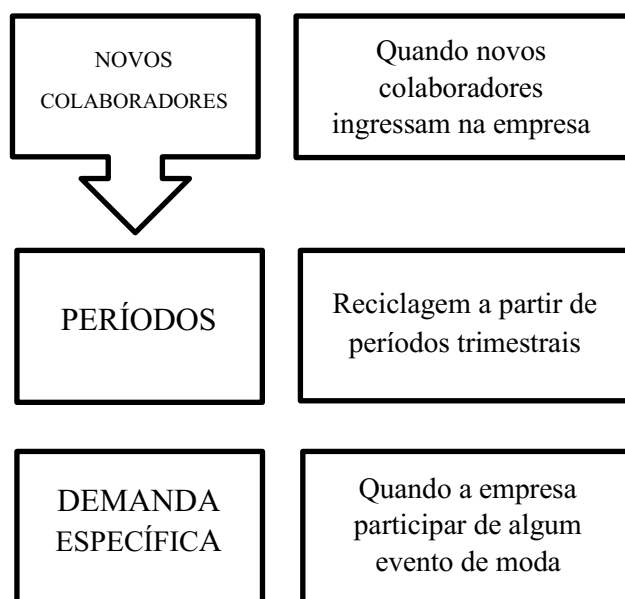 NOVOS
COLABORADORES
Quando novos
colaboradores
ingressam na empresa
PERÍODOS
Reciclagem a partir de
períodos trimestrais
DEMANDA
ESPECÍFICA
Quando a empresa
participar de algum
evento de moda